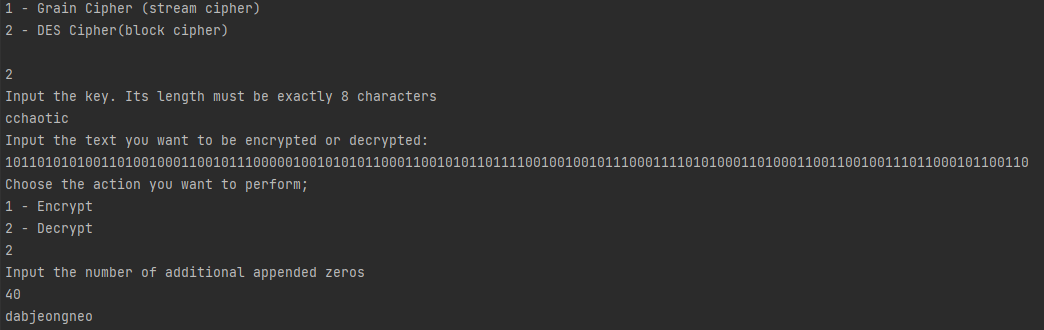 1 - Grain Cipher (stream cipher)
2 - DES Cipher(block cipher)
2
Input the key. Its length must be exactly 8 characters
cchaotic
Input the text you want to be encrypted or decrypted:
10110101010011010010001100101110000010010101011000110010101101111001001001011100011110101000110100011001100100111011000101100110
Choose the action you want to perform;
1 - Encrypt
2 - Decrypt
2
Input the number of additional appended zeros
40
dabjeongneo